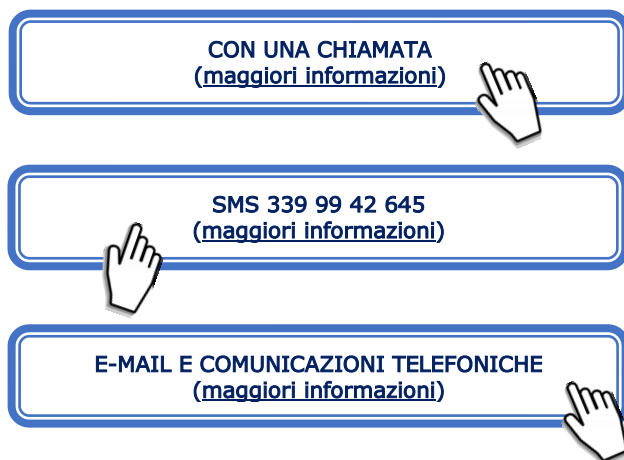 CON UNA CHIAMATA
(maggiori informazioni)
SMS 339 99 42 645
(maggiori informazioni)
E-MAIL E COMUNICAZIONI TELEFONICHE
(maggiori informazioni)